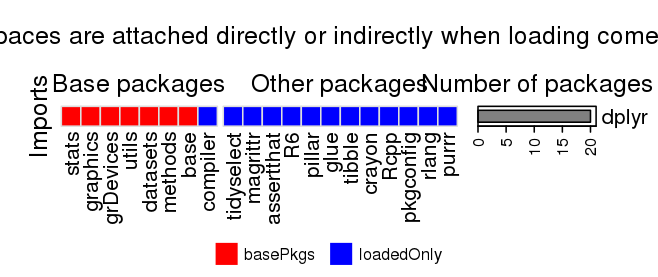 paces are attached directly or indirectly when loading come
Base packages
Other packages
Number of packages
Imports
dplyr
stats
graphics
grDevices
utils
datasets
methods
base
compiler
tidyselect
magrittr
assertthat
R6
pillar
glue
tibble
crayon
Rcpp
pkgconfig
rlang
purrr
0
5
10
15
20
basePkgs
loadedOnly